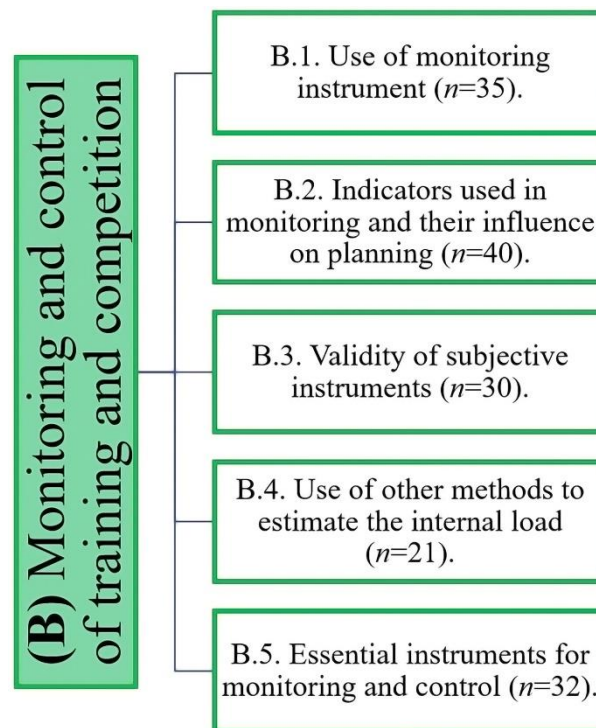 (B) Monitoring and control
of training and competition
B.1. Use of monitoring
instrument (n=35).
B.2. Indicators used in
monitoring and their influence
on planning (n=40).
B.3. Validity of subjective
instruments (n=30).
B.4. Use of other methods to
estimate the internal load
(n=21).
B.5. Essential instruments for
monitoring and control (n=32).